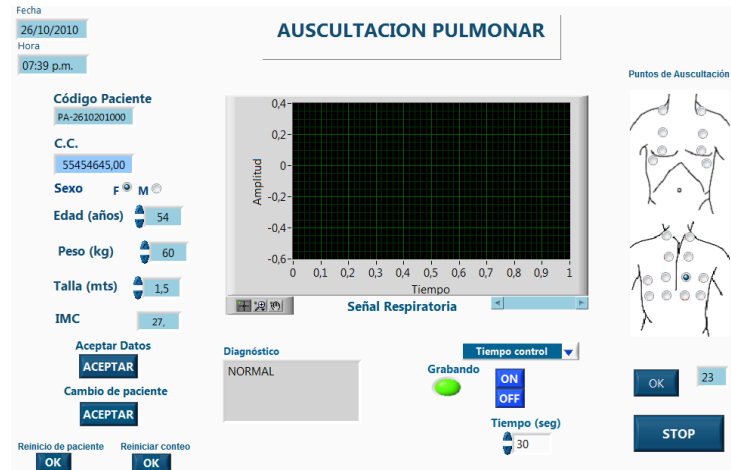 Fecha
26/10/2010
Hora
07:39 p.m.
AUSCULTACION PULMONAR
Código Paciente
PA-2610201000
C.C.
55454645,00
Sexo F M
Edad (años) 54
Peso (kg) 60
Talla (mts) 1,5
IMC 27,
Aceptar Datos
ACEPTAR
Cambio de paciente
ACEPTAR
Reinicio de paciente
OK
Reiniciar conteo
OK
Amplitud
0,4
0,2
0
-0,2
-0,4
-0,6
0 0,1 0,2 0,3 0,4 0,5 0,6 0,7 0,8 0,9 1
Tiempo
Señal Respiratoria
Diagnóstico
NORMAL
Tiempo control
Grabando
ON
OFF
Tiempo (seg)
30
Puntos de Auscultación
OK 23
STOP